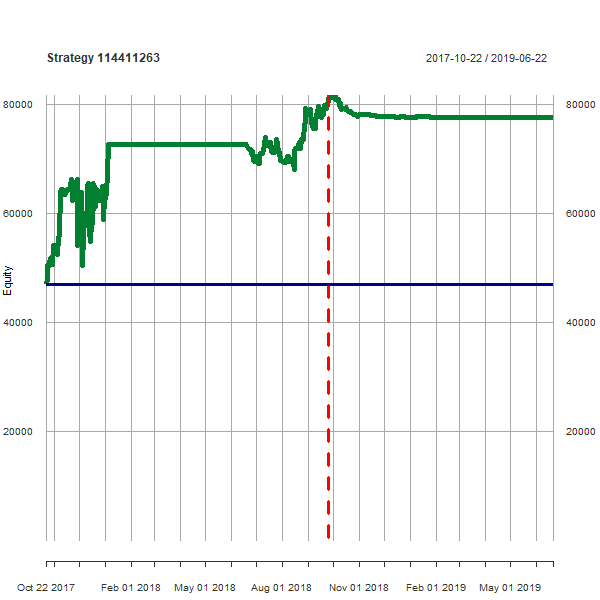 Strategy 114411263
2017-10-22 / 2019-06-22
80000
80000
60000
60000
Equity
40000
40000
20000
20000
Oct 22 2017
Feb 01 2018
May 01 2018
Aug 01 2018
Nov 01 2018
Feb 01 2019
May 01 2019